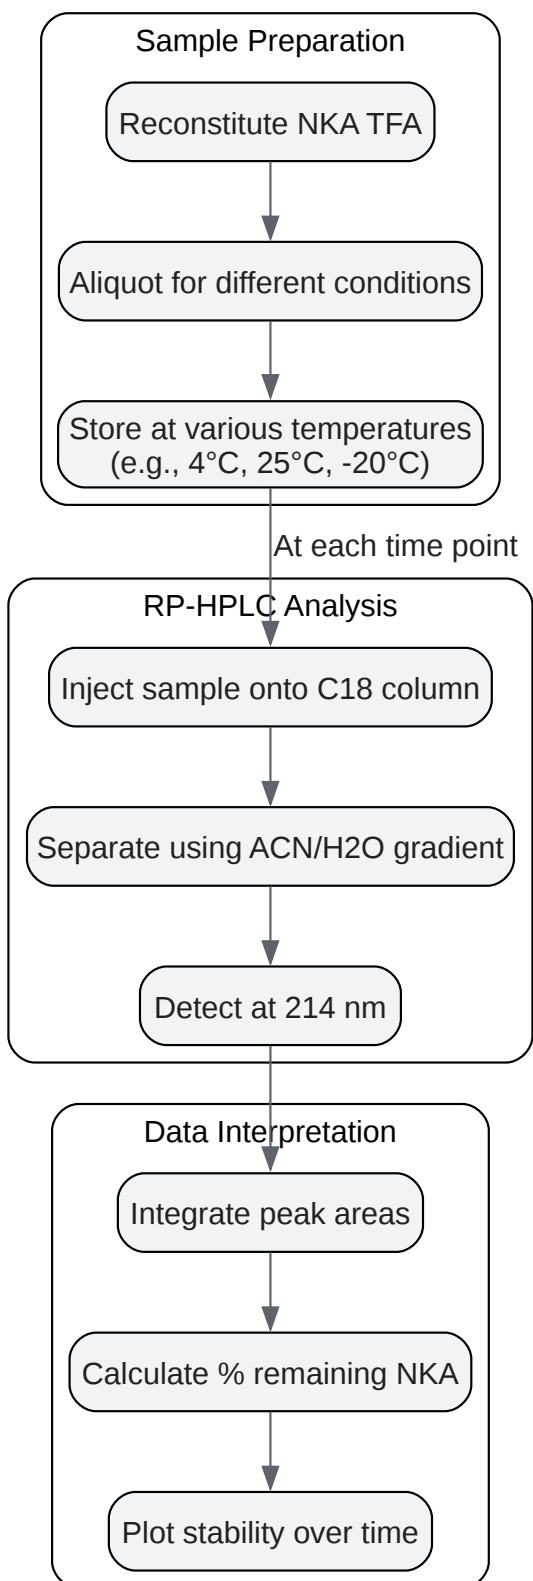 Sample Preparation
Reconstitute NKA TFA
Aliquot for different conditions
Store at various temperatures
(e.g., 4°C, 25°C, -20°C)
At each time point
RP-HPLC Analysis
Inject sample onto C18 column
Separate using ACN/H2O gradient
Detect at 214 nm
Data Interpretation
Integrate peak areas
Calculate % remaining NKA
Plot stability over time